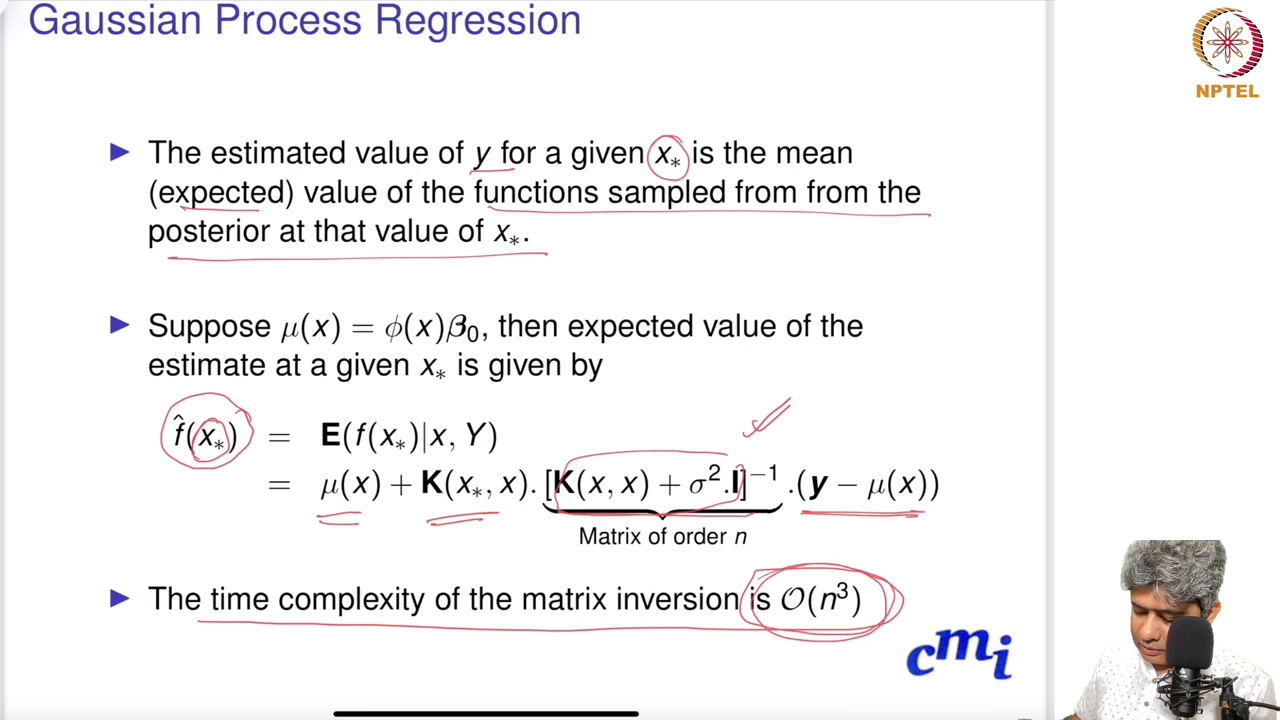 Gaussian Process Regression
NPTEL
▶ The estimated value of y for a given x∗ is the mean
(expected) value of the functions sampled from from the
posterior at that value of x∗.
▶ Suppose μ(x) = ϕ(x)β₀, then expected value of the
estimate at a given x∗ is given by
f̂(x∗) = E(f(x∗)|x, Y)
= μ(x) + K(x∗, x). [K(x, x) + σ².I]⁻¹ .(y − μ(x))
Matrix of order n
▶ The time complexity of the matrix inversion is O(n³)
cmi